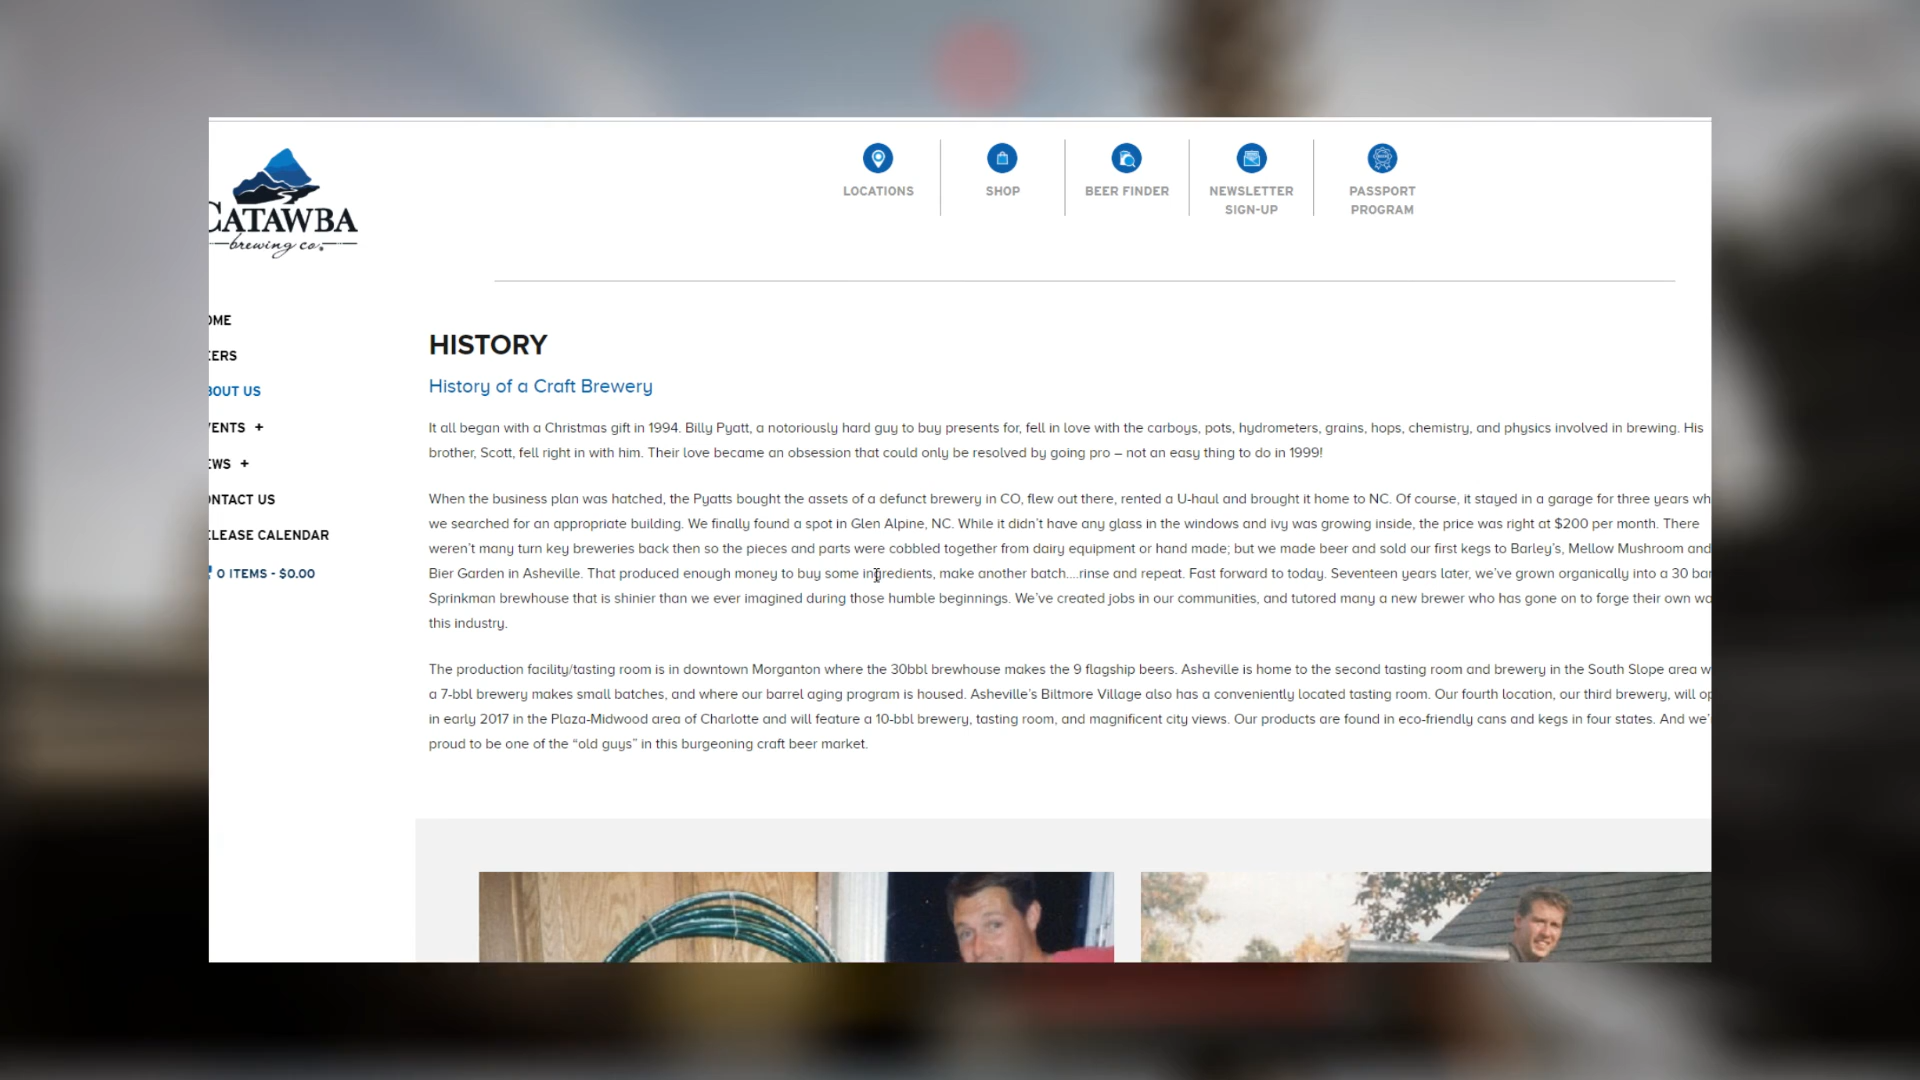 CATAWBA
brewing co.
LOCATIONS
SHOP
BEER FINDER
NEWSLETTER
SIGN-UP
PASSPORT
PROGRAM
OME
ERS
BOUT US
VENTS +
EWS +
ONTACT US
ELEASE CALENDAR
0 ITEMS - $0.00
HISTORY
History of a Craft Brewery
It all began with a Christmas gift in 1994. Billy Pyatt, a notoriously hard guy to buy presents for, fell in love with the carboys, pots, hydrometers, grains, hops, chemistry, and physics involved in brewing. His
brother, Scott, fell right in with him. Their love became an obsession that could only be resolved by going pro – not an easy thing to do in 1999!
When the business plan was hatched, the Pyatts bought the assets of a defunct brewery in CO, flew out there, rented a U-haul and brought it home to NC. Of course, it stayed in a garage for three years wh
we searched for an appropriate building. We finally found a spot in Glen Alpine, NC. While it didn't have any glass in the windows and ivy was growing inside, the price was right at $200 per month. There
weren't many turn key breweries back then so the pieces and parts were cobbled together from dairy equipment or hand made; but we made beer and sold our first kegs to Barley's, Mellow Mushroom and
Bier Garden in Asheville. That produced enough money to buy some ingredients, make another batch....rinse and repeat. Fast forward to today. Seventeen years later, we've grown organically into a 30 bar
Sprinkman brewhouse that is shinier than we ever imagined during those humble beginnings. We've created jobs in our communities, and tutored many a new brewer who has gone on to forge their own wa
this industry.
The production facility/tasting room is in downtown Morganton where the 30bbl brewhouse makes the 9 flagship beers. Asheville is home to the second tasting room and brewery in the South Slope area w
a 7-bbl brewery makes small batches, and where our barrel aging program is housed. Asheville's Biltmore Village also has a conveniently located tasting room. Our fourth location, our third brewery, will op
in early 2017 in the Plaza-Midwood area of Charlotte and will feature a 10-bbl brewery, tasting room, and magnificent city views. Our products are found in eco-friendly cans and kegs in four states. And we'
proud to be one of the “old guys” in this burgeoning craft beer market.